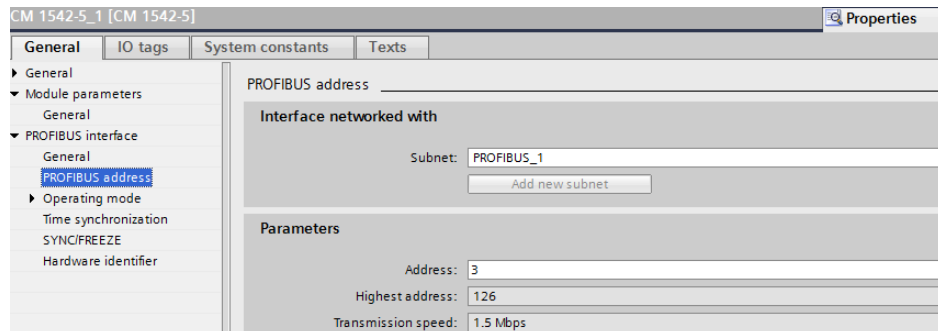 CM 1542-5_1 [CM 1542-5]
Properties
General
IO tags
System constants
Texts
General
Module parameters
General
PROFIBUS interface
General
PROFIBUS address
Operating mode
Time synchronization
SYNC/FREEZE
Hardware identifier
PROFIBUS address
Interface networked with
Subnet: PROFIBUS_1
Add new subnet
Parameters
Address: 3
Highest address: 126
Transmission speed: 1.5 Mbps